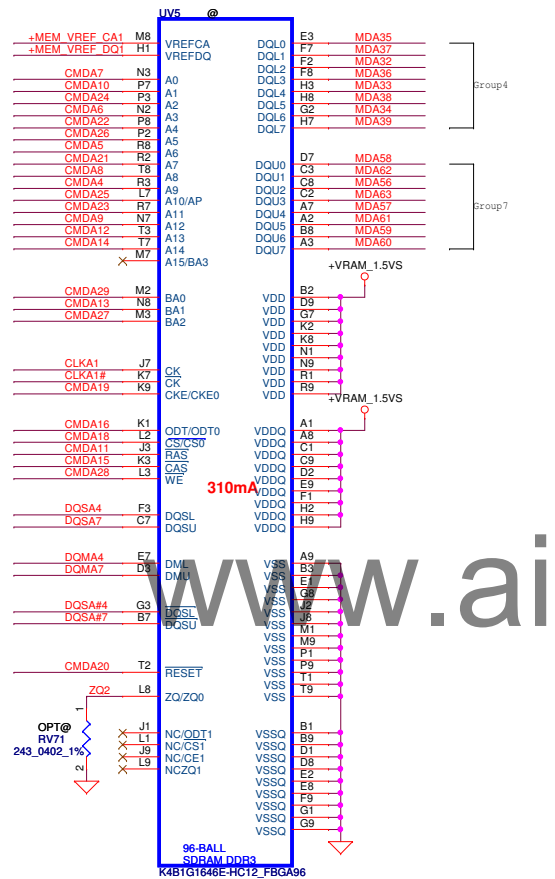 UV5 @
+MEM_VREF_CA1 M8 VREFCA
+MEM_VREF_DQ1 H1 VREFDQ
CMDA7 N3 A0
CMDA10 P7 A1
CMDA24 P3 A2
CMDA6 N2 A3
CMDA22 P8 A4
CMDA26 P2 A5
CMDA5 R8 A6
CMDA21 R2 A7
CMDA8 T8 A8
CMDA4 R3 A9
CMDA25 L7 A10/AP
CMDA23 R7 A11
CMDA9 N7 A12
CMDA12 T3 A13
CMDA14 T7 A14
M7 A15/BA3
CMDA29 M2 BA0
CMDA13 N8 BA1
CMDA27 M3 BA2
CLKA1 J7 CK
CLKA1# K7 CK
CMDA19 K9 CKE/CKE0
CMDA16 K1 ODT/ODT0
CMDA18 L2 CS/CS0
CMDA11 J3 RAS
CMDA15 K3 CAS
CMDA28 L3 WE
310mA
DQSA4 F3 DQSL
DQSA7 C7 DQSU
DQMA4 E7 DML
DQMA7 D3 DMU
DQSA#4 G3 DQSL
DQSA#7 B7 DQSU
CMDA20 T2 RESET
ZQ2 L8 ZQ/ZQ0
1
OPT@
RV71
243_0402_1%
2
J1 NC/ODT1
L1 NC/CS1
J9 NC/CE1
L9 NCZQ1
DQL0 E3 MDA35
DQL1 F7 MDA37
DQL2 F2 MDA32
DQL3 F8 MDA36
DQL4 H3 MDA33
DQL5 H8 MDA38
DQL6 G2 MDA34
DQL7 H7 MDA39
Group4
DQU0 D7 MDA58
DQU1 C3 MDA62
DQU2 C8 MDA56
DQU3 C2 MDA63
DQU4 A7 MDA57
DQU5 A2 MDA61
DQU6 B8 MDA59
DQU7 A3 MDA60
Group7
+VRAM_1.5VS
VDD B2
VDD D9
VDD G7
VDD K2
VDD K8
VDD N1
VDD N9
VDD R1
VDD R9
+VRAM_1.5VS
VDDQ A1
VDDQ A8
VDDQ C1
VDDQ C9
VDDQ D2
VDDQ E9
VDDQ F1
VDDQ H2
VDDQ H9
VSS A9
VSS B3
VSS E1
VSS G8
VSS J2
VSS J8
VSS M1
VSS M9
VSS P1
VSS P9
VSS T1
VSS T9
VSSQ B1
VSSQ B9
VSSQ D1
VSSQ D8
VSSQ E2
VSSQ E8
VSSQ F9
VSSQ G1
VSSQ G9
www.ai
96-BALL
SDRAM DDR3
K4B1G1646E-HC12_FBGA96